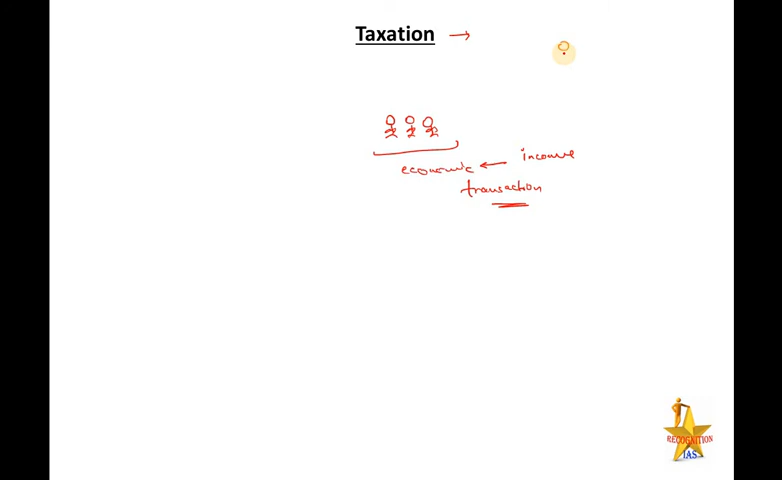 Taxation
income
economic
transaction
RECOGNITION
IAS